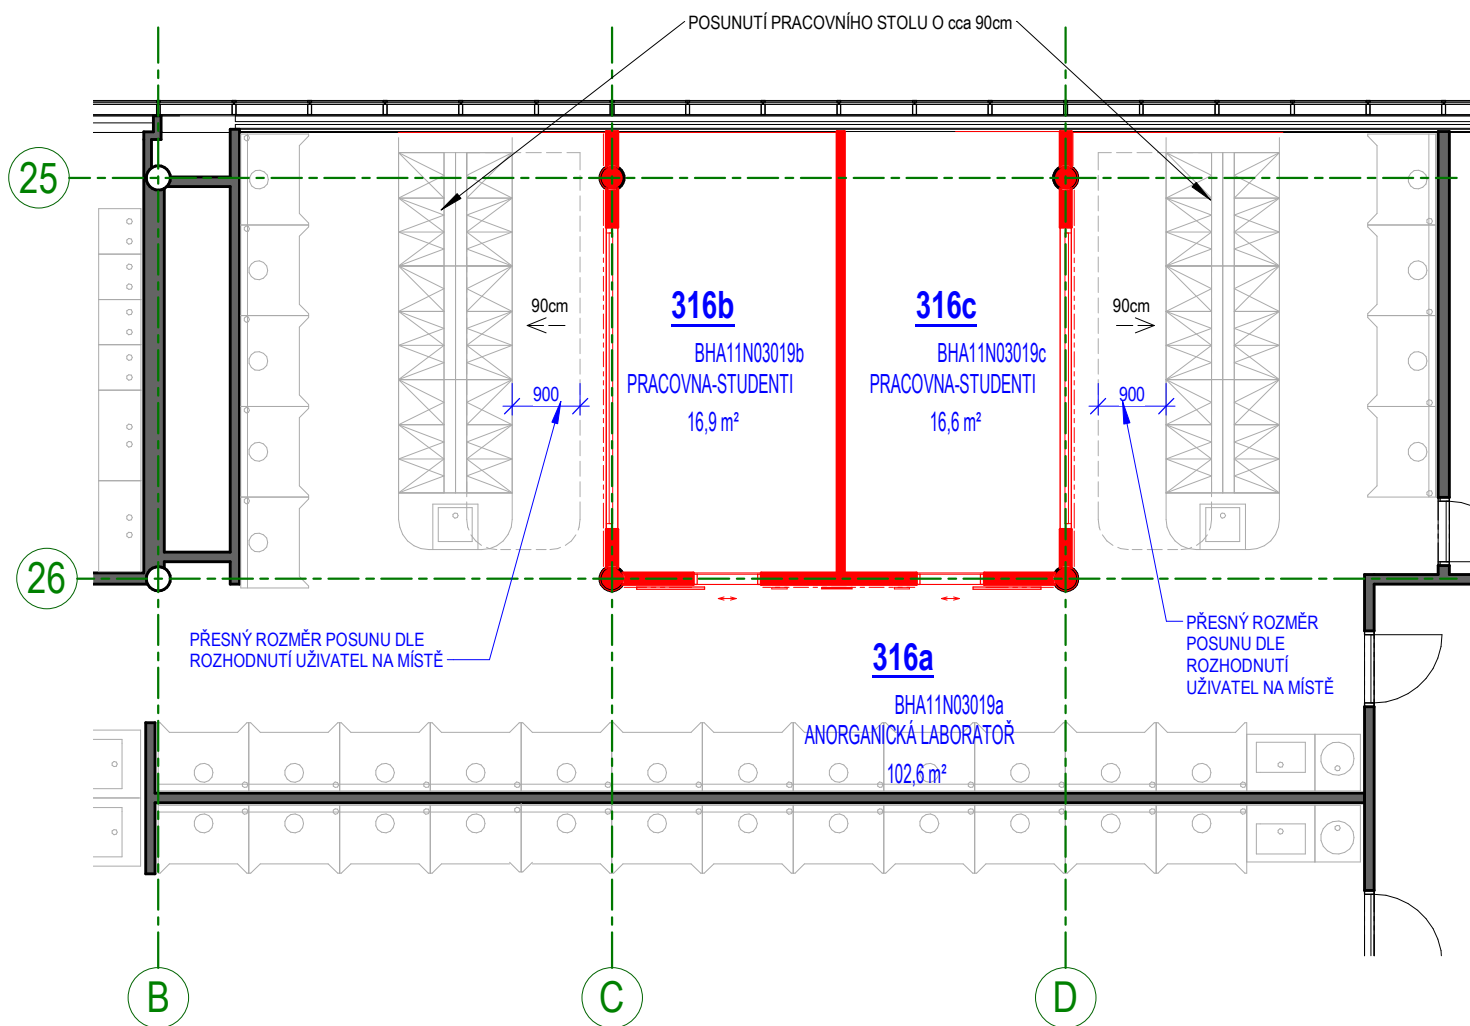 POSUNUTÍ PRACOVNÍHO STOLU O cca 90cm
25
316b
BHA11N03019b
PRACOVNA-STUDENTI
16,9 m²
316c
BHA11N03019c
PRACOVNA-STUDENTI
16,6 m²
90cm
90cm
900
900
26
PŘESNÝ ROZMĚR POSUNU DLE
ROZHODNUTÍ UŽIVATEL NA MÍSTĚ
PŘESNÝ ROZMĚR
POSUNU DLE
ROZHODNUTÍ
UŽIVATEL NA MÍSTĚ
316a
BHA11N03019a
ANORGANICKÁ LABORATOŘ
102,6 m²
B
C
D